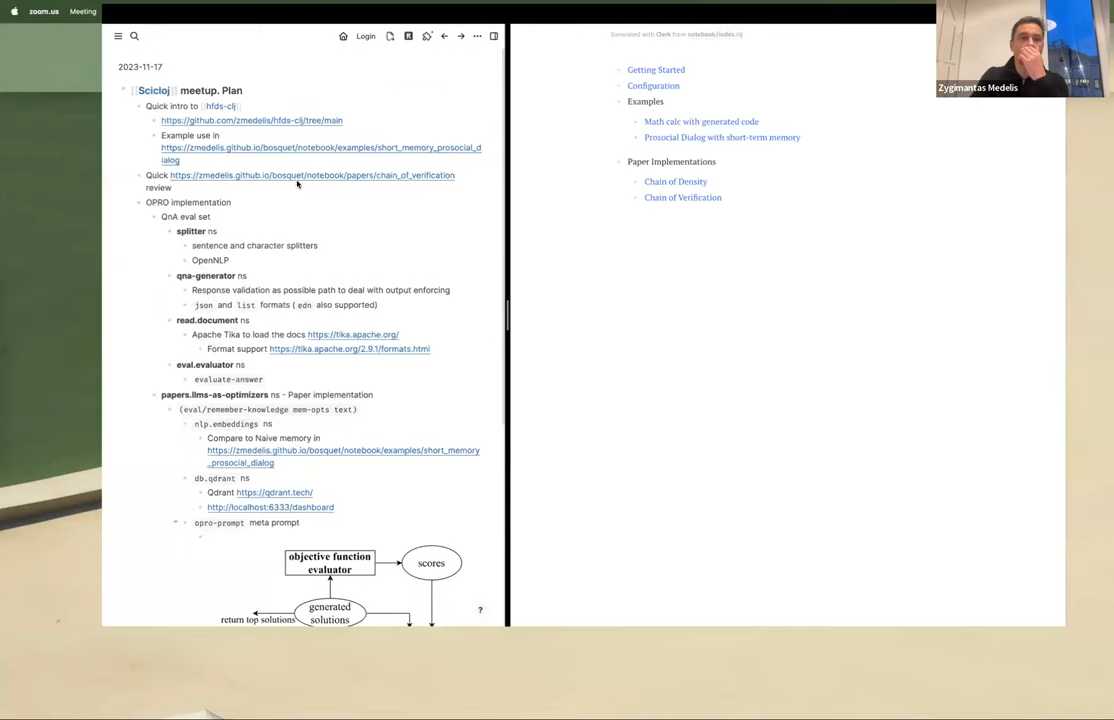 zoom.us Meeting
Login
2023-11-17
[[Scicloj]] meetup. Plan
Quick intro to [[hfds-clj]]
https://github.com/zmedelis/hfds-clj/tree/main
Example use in
https://zmedelis.github.io/bosquet/notebook/examples/short_memory_prosocial_d
ialog
Quick https://zmedelis.github.io/bosquet/notebook/papers/chain_of_verification
review
OPRO implementation
QnA eval set
splitter ns
sentence and character splitters
OpenNLP
qna-generator ns
Response validation as possible path to deal with output enforcing
json and list formats ( edn also supported)
read.document ns
Apache Tika to load the docs https://tika.apache.org/
Format support https://tika.apache.org/2.9.1/formats.html
eval.evaluator ns
evaluate-answer
papers.llms-as-optimizers ns - Paper implementation
(eval/remember-knowledge mem-opts text)
nlp.embeddings ns
Compare to Naive memory in
https://zmedelis.github.io/bosquet/notebook/examples/short_memory
_prosocial_dialog
db.qdrant ns
Qdrant https://qdrant.tech/
http://localhost:6333/dashboard
opro-prompt meta prompt
objective function
evaluator
scores
generated
solutions
return top solutions
?
Generated with Clerk from notebook/index.clj
Getting Started
Configuration
Examples
Math calc with generated code
Prosocial Dialog with short-term memory
Paper Implementations
Chain of Density
Chain of Verification
Zygimantas Medelis